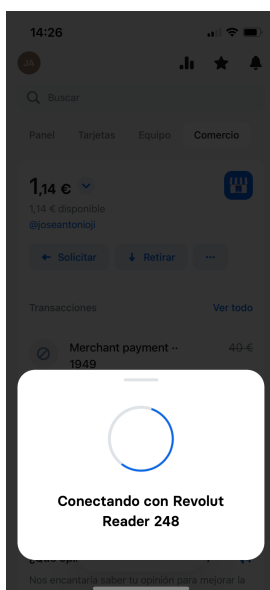 14:26
JA
Buscar
Panel Tarjetas Equipo Comercio
1,14 €
1,14 € disponible
@joseantonioji
Solicitar Retirar ...
Transacciones Ver todo
Merchant payment ·· 40 €
1949
Conectando con Revolut
Reader 248
Nos encantaría saber tu opinión para mejorar la